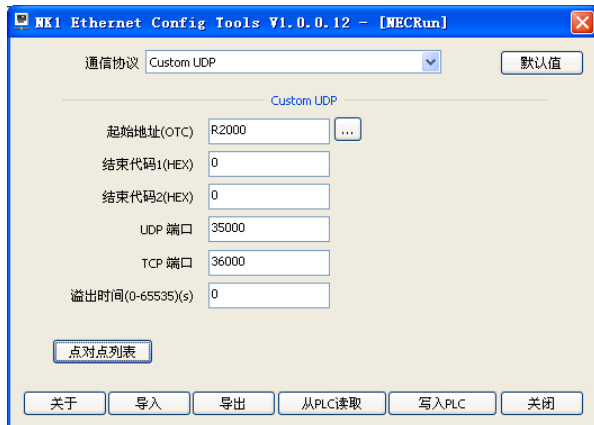 NK1 Ethernet Config Tools V1.0.0.12 - [NECRun]
通信协议 Custom UDP 默认值
Custom UDP
起始地址(OTC) R2000 ...
结束代码1(HEX) 0
结束代码2(HEX) 0
UDP 端口 35000
TCP 端口 36000
溢出时间(0-65535)(s) 0
点对点列表
关于 导入 导出 从PLC读取 写入PLC 关闭